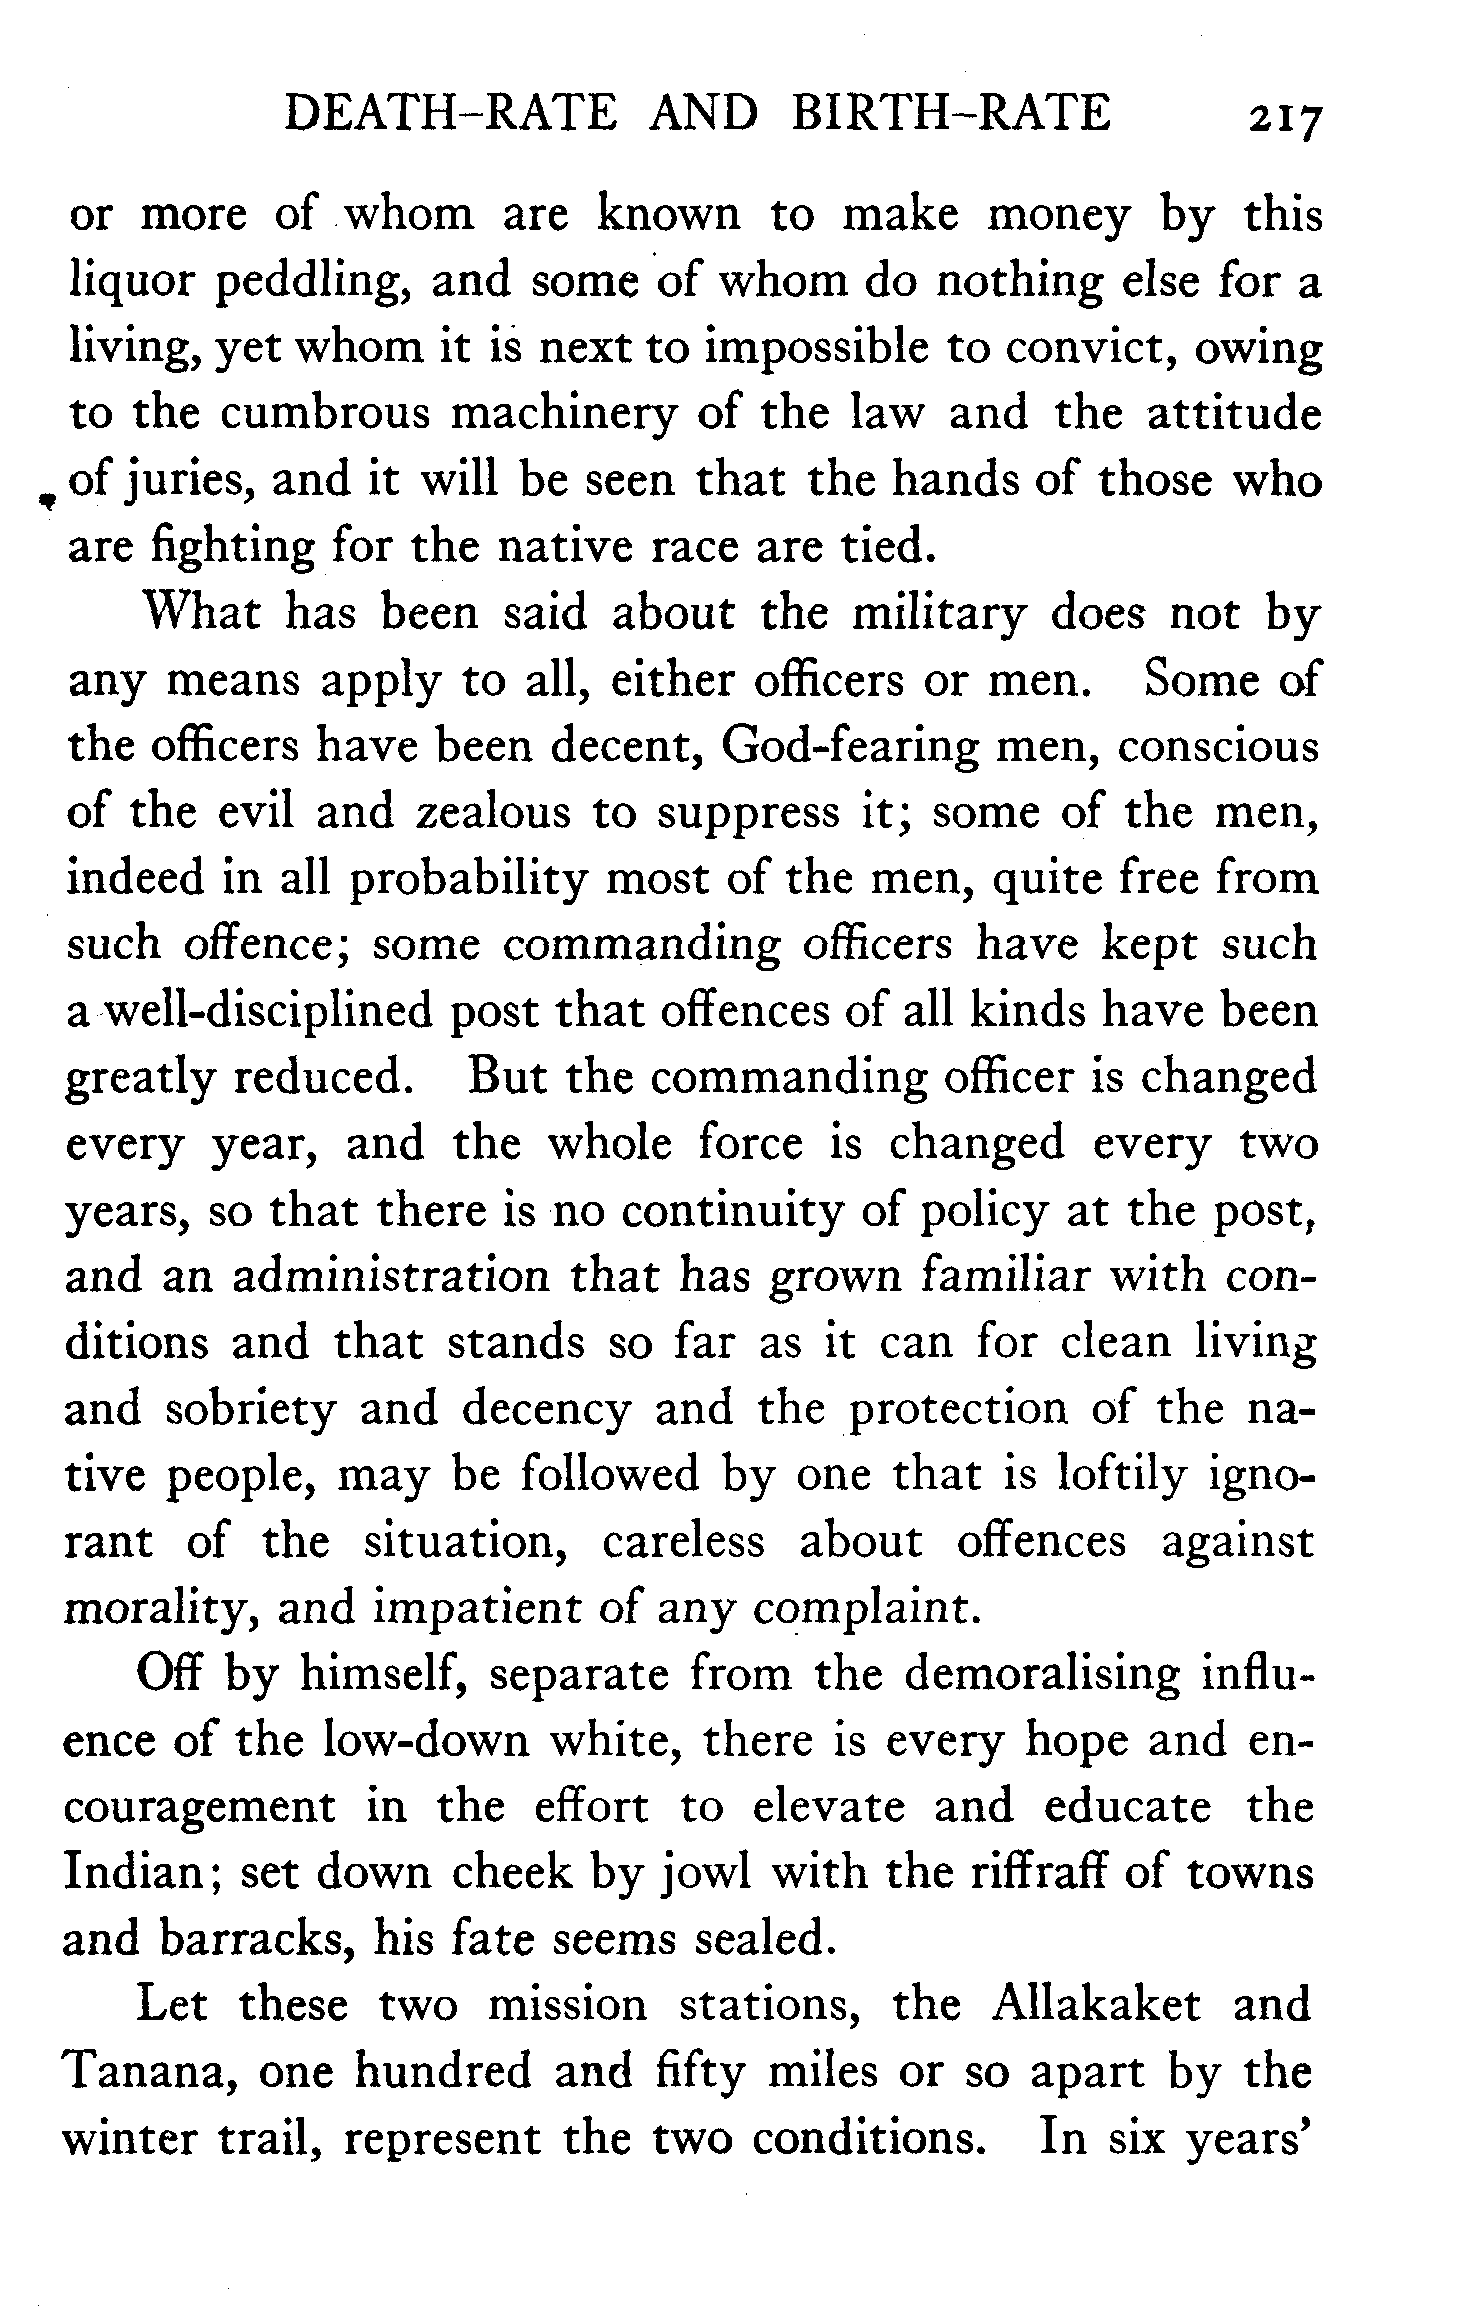 DEATH-RATE AND BIRTH-RATE 217
or more of whom are known to make money by this
liquor peddling, and some of whom do nothing else for a
living, yet whom it is next to impossible to convict, owing
to the cumbrous machinery of the law and the attitude
of juries, and it will be seen that the hands of those who
are fighting for the native race are tied.
What has been said about the military does not by
any means apply to all, either officers or men. Some of
the officers have been decent, God-fearing men, conscious
of the evil and zealous to suppress it; some of the men,
indeed in all probability most of the men, quite free from
such offence; some commanding officers have kept such
a well-disciplined post that offences of all kinds have been
greatly reduced. But the commanding officer is changed
every year, and the whole force is changed every two
years, so that there is no continuity of policy at the post,
and an administration that has grown familiar with con-
ditions and that stands so far as it can for clean living
and sobriety and decency and the protection of the na-
tive people, may be followed by one that is loftily igno-
rant of the situation, careless about offences against
morality, and impatient of any complaint.
Off by himself, separate from the demoralising influ-
ence of the low-down white, there is every hope and en-
couragement in the effort to elevate and educate the
Indian; set down cheek by jowl with the riffraff of towns
and barracks, his fate seems sealed.
Let these two mission stations, the Allakaket and
Tanana, one hundred and fifty miles or so apart by the
winter trail, represent the two conditions. In six years'